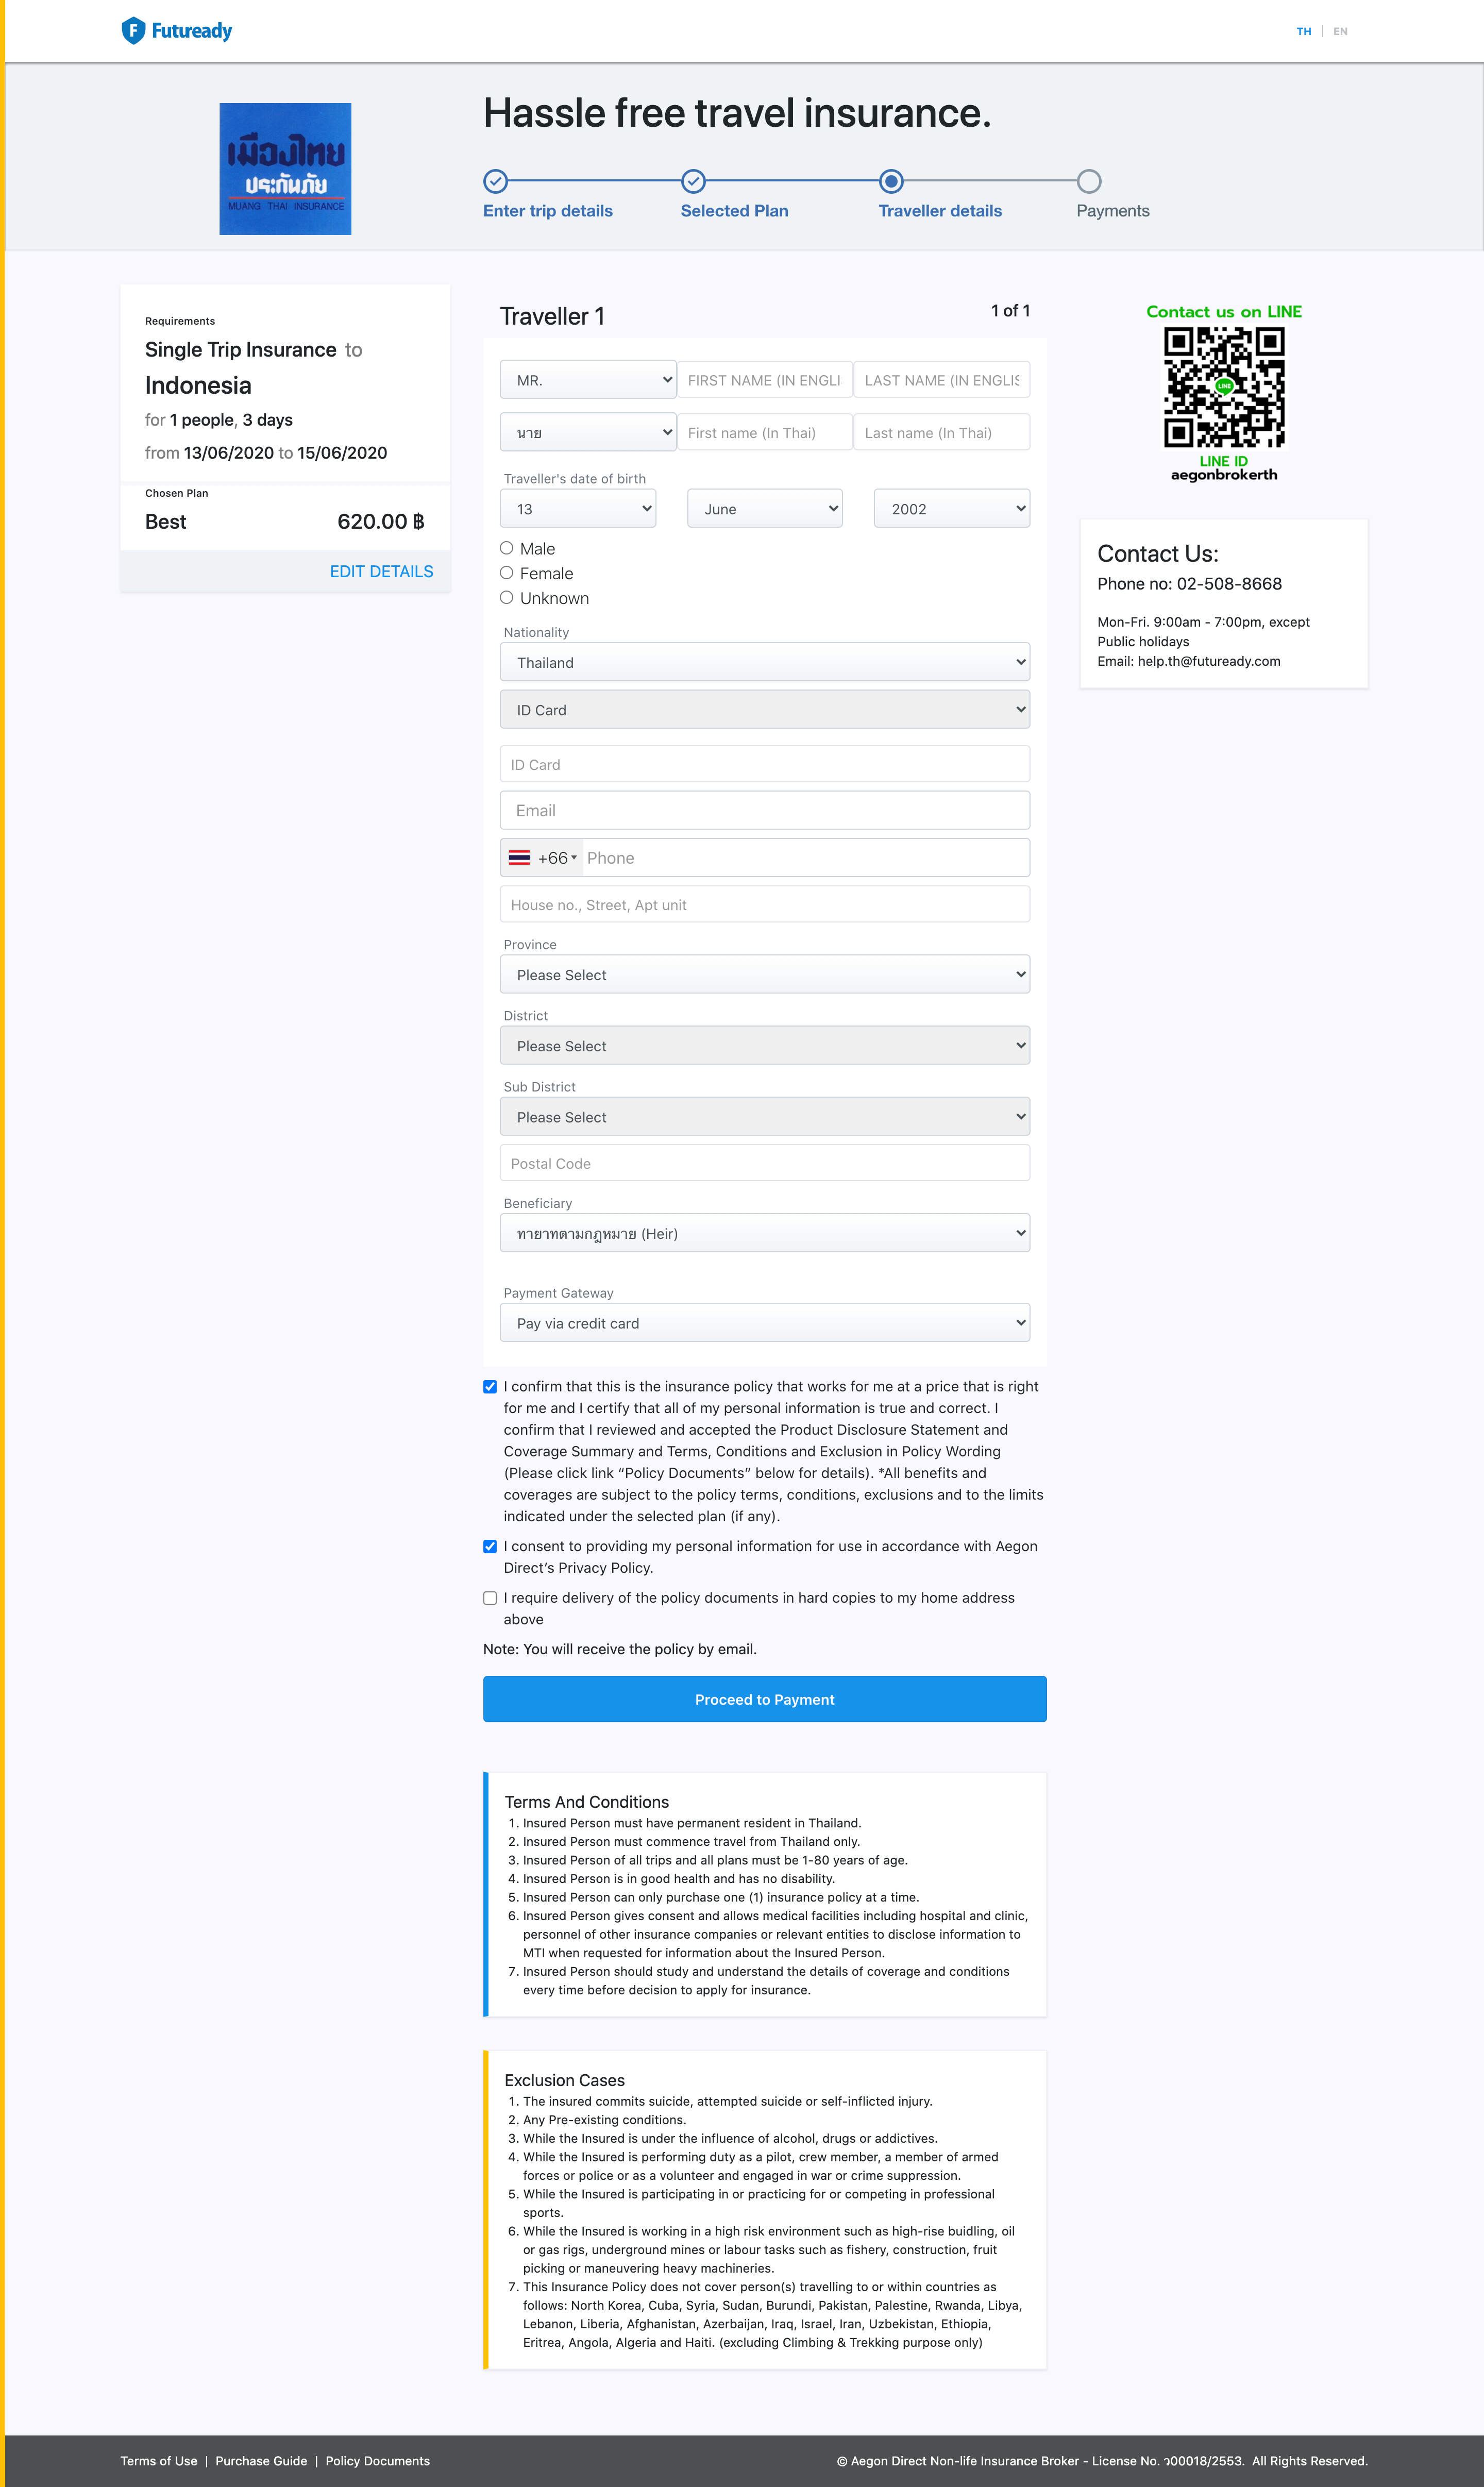 F Futuready
TH | EN
เมืองไทย
ประกันภัย
MUANG THAI INSURANCE
Hassle free travel insurance.
Enter trip details
Selected Plan
Traveller details
Payments
Requirements
Single Trip Insurance to
Indonesia
for 1 people, 3 days
from 13/06/2020 to 15/06/2020
Chosen Plan
Best 620.00 ฿
EDIT DETAILS
Traveller 1
1 of 1
MR. FIRST NAME (IN ENGLI LAST NAME (IN ENGLIS
นาย First name (In Thai) Last name (In Thai)
Traveller's date of birth
13 June 2002
Male
Female
Unknown
Nationality
Thailand
ID Card
ID Card
Email
+66 Phone
House no., Street, Apt unit
Province
Please Select
District
Please Select
Sub District
Please Select
Postal Code
Beneficiary
ทายาทตามกฎหมาย (Heir)
Payment Gateway
Pay via credit card
I confirm that this is the insurance policy that works for me at a price that is right
for me and I certify that all of my personal information is true and correct. I
confirm that I reviewed and accepted the Product Disclosure Statement and
Coverage Summary and Terms, Conditions and Exclusion in Policy Wording
(Please click link “Policy Documents” below for details). *All benefits and
coverages are subject to the policy terms, conditions, exclusions and to the limits
indicated under the selected plan (if any).
I consent to providing my personal information for use in accordance with Aegon
Direct’s Privacy Policy.
I require delivery of the policy documents in hard copies to my home address
above
Note: You will receive the policy by email.
Proceed to Payment
Contact us on LINE
LINE
LINE ID
aegonbrokerth
Contact Us:
Phone no: 02-508-8668
Mon-Fri. 9:00am - 7:00pm, except
Public holidays
Email: help.th@futuready.com
Terms And Conditions
1. Insured Person must have permanent resident in Thailand.
2. Insured Person must commence travel from Thailand only.
3. Insured Person of all trips and all plans must be 1-80 years of age.
4. Insured Person is in good health and has no disability.
5. Insured Person can only purchase one (1) insurance policy at a time.
6. Insured Person gives consent and allows medical facilities including hospital and clinic,
personnel of other insurance companies or relevant entities to disclose information to
MTI when requested for information about the Insured Person.
7. Insured Person should study and understand the details of coverage and conditions
every time before decision to apply for insurance.
Exclusion Cases
1. The insured commits suicide, attempted suicide or self-inflicted injury.
2. Any Pre-existing conditions.
3. While the Insured is under the influence of alcohol, drugs or addictives.
4. While the Insured is performing duty as a pilot, crew member, a member of armed
forces or police or as a volunteer and engaged in war or crime suppression.
5. While the Insured is participating in or practicing for or competing in professional
sports.
6. While the Insured is working in a high risk environment such as high-rise buidling, oil
or gas rigs, underground mines or labour tasks such as fishery, construction, fruit
picking or maneuvering heavy machineries.
7. This Insurance Policy does not cover person(s) travelling to or within countries as
follows: North Korea, Cuba, Syria, Sudan, Burundi, Pakistan, Palestine, Rwanda, Libya,
Lebanon, Liberia, Afghanistan, Azerbaijan, Iraq, Israel, Iran, Uzbekistan, Ethiopia,
Eritrea, Angola, Algeria and Haiti. (excluding Climbing & Trekking purpose only)
Terms of Use | Purchase Guide | Policy Documents
© Aegon Direct Non-life Insurance Broker - License No. ว00018/2553. All Rights Reserved.